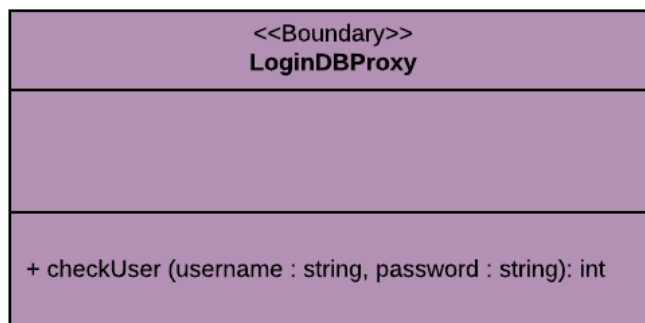 <<Boundary>>
LoginDBProxy
+ checkUser (username : string, password : string): int